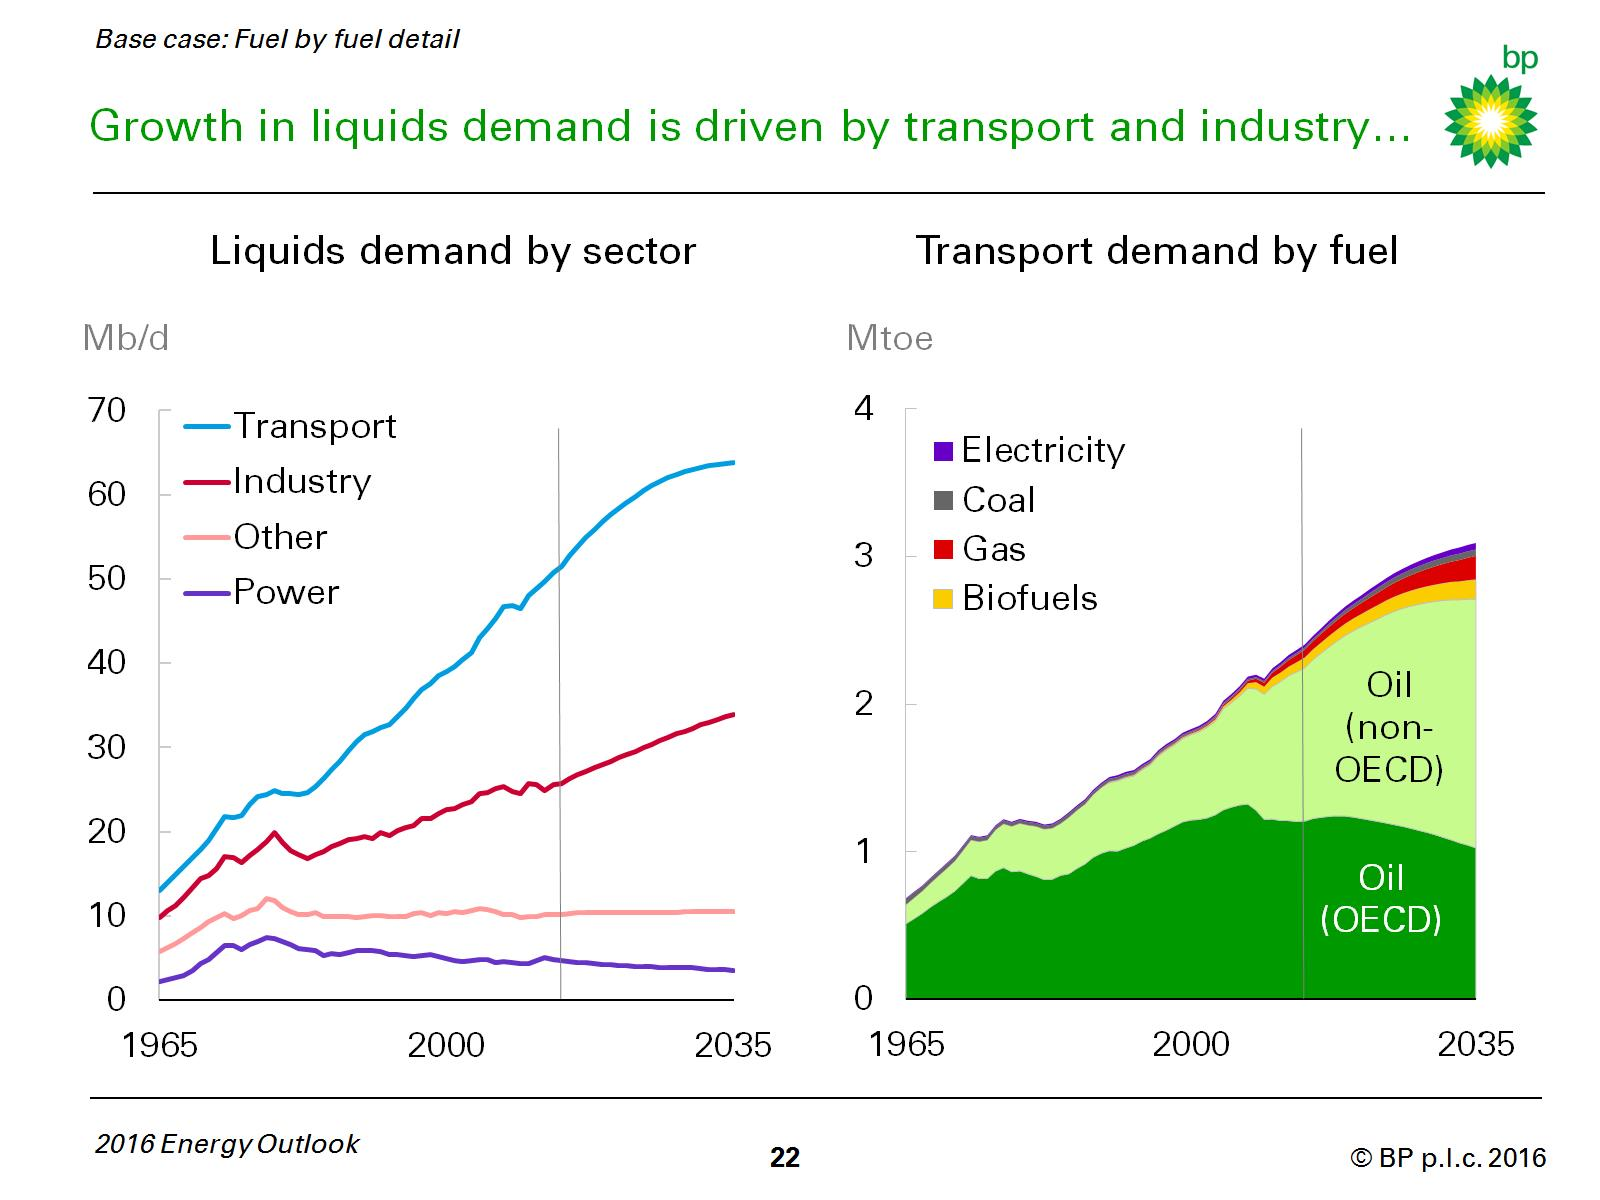 Base case: Fuel by fuel detail
bp
Growth in liquids demand is driven by transport and industry…
Liquids demand by sector
Mb/d
70
60
50
40
30
20
10
0
Transport
Industry
Other
Power
1965 2000 2035
Transport demand by fuel
Mtoe
4
3
2
1
0
Electricity
Coal
Gas
Biofuels
Oil
(non-
OECD)
Oil
(OECD)
1965 2000 2035
2016 Energy Outlook
22
© BP p.l.c. 2016